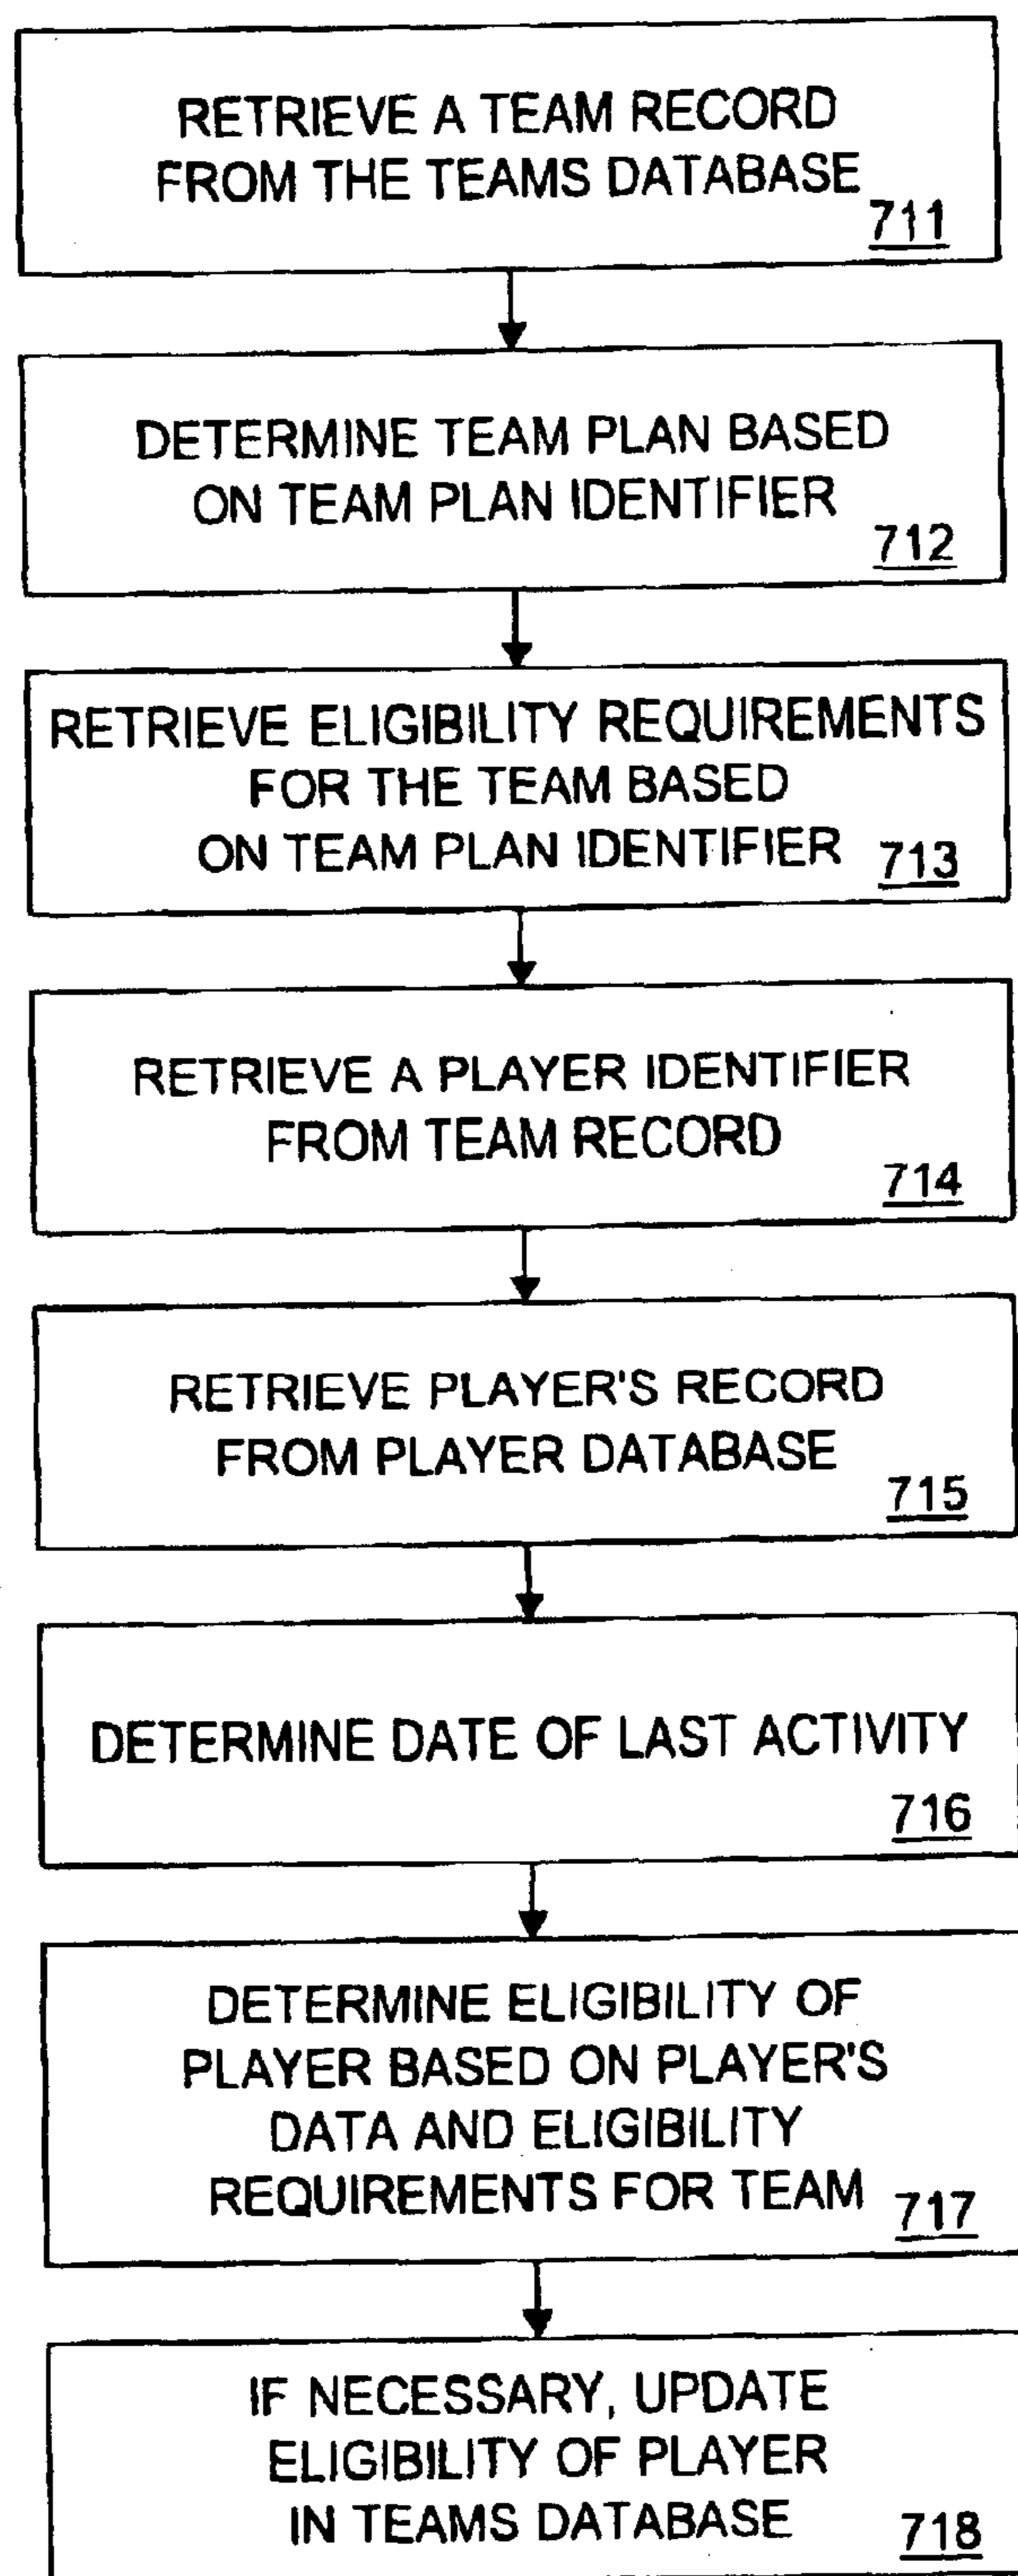 RETRIEVE A TEAM RECORD
FROM THE TEAMS DATABASE
711
DETERMINE TEAM PLAN BASED
ON TEAM PLAN IDENTIFIER
712
RETRIEVE ELIGIBILITY REQUIREMENTS
FOR THE TEAM BASED
ON TEAM PLAN IDENTIFIER 713
RETRIEVE A PLAYER IDENTIFIER
FROM TEAM RECORD
714
RETRIEVE PLAYER'S RECORD
FROM PLAYER DATABASE
715
DETERMINE DATE OF LAST ACTIVITY
716
DETERMINE ELIGIBILITY OF
PLAYER BASED ON PLAYER'S
DATA AND ELIGIBILITY
REQUIREMENTS FOR TEAM 717
IF NECESSARY, UPDATE
ELIGIBILITY OF PLAYER
IN TEAMS DATABASE 718